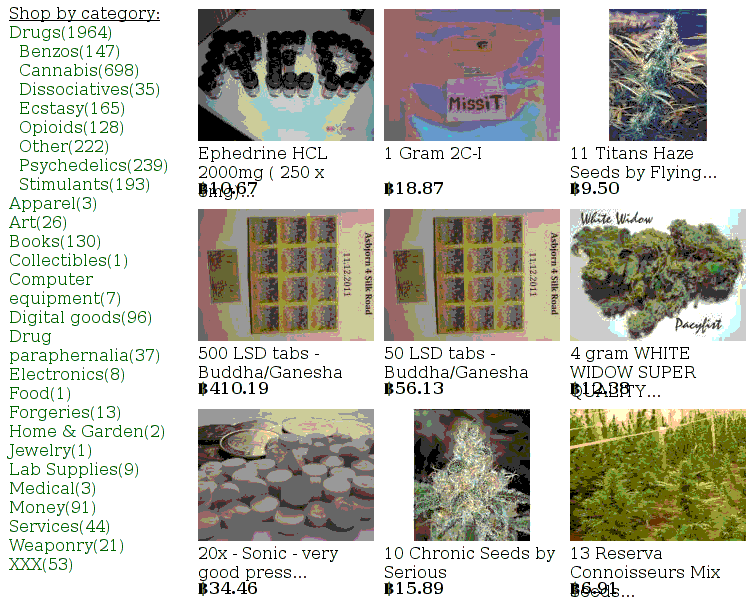 Shop by category:
Drugs(1964)
Benzos(147)
Cannabis(698)
Dissociatives(35)
Ecstasy(165)
Opioids(128)
Other(222)
Psychedelics(239)
Stimulants(193)
Apparel(3)
Art(26)
Books(130)
Collectibles(1)
Computer
equipment(7)
Digital goods(96)
Drug
paraphernalia(37)
Electronics(8)
Food(1)
Forgeries(13)
Home & Garden(2)
Jewelry(1)
Lab Supplies(9)
Medical(3)
Money(91)
Services(44)
Weaponry(21)
XXX(53)
Ephedrine HCL
2000mg ( 250 x
8mg)...
฿10.67
MissiT
1 Gram 2C-I
฿18.87
11 Titans Haze
Seeds by Flying...
฿9.50
Asbjorn 4 Silk Road
11.12.2011
500 LSD tabs -
Buddha/Ganesha
฿410.19
Asbjorn 4 Silk Road
11.12.2011
50 LSD tabs -
Buddha/Ganesha
฿56.13
White Widow
Pacyfist
4 gram WHITE
WIDOW SUPER
QUALITY...
฿12.38
20x - Sonic - very
good press...
฿34.46
10 Chronic Seeds by
Serious
฿15.89
13 Reserva
Connoisseurs Mix
Seeds...
฿6.91